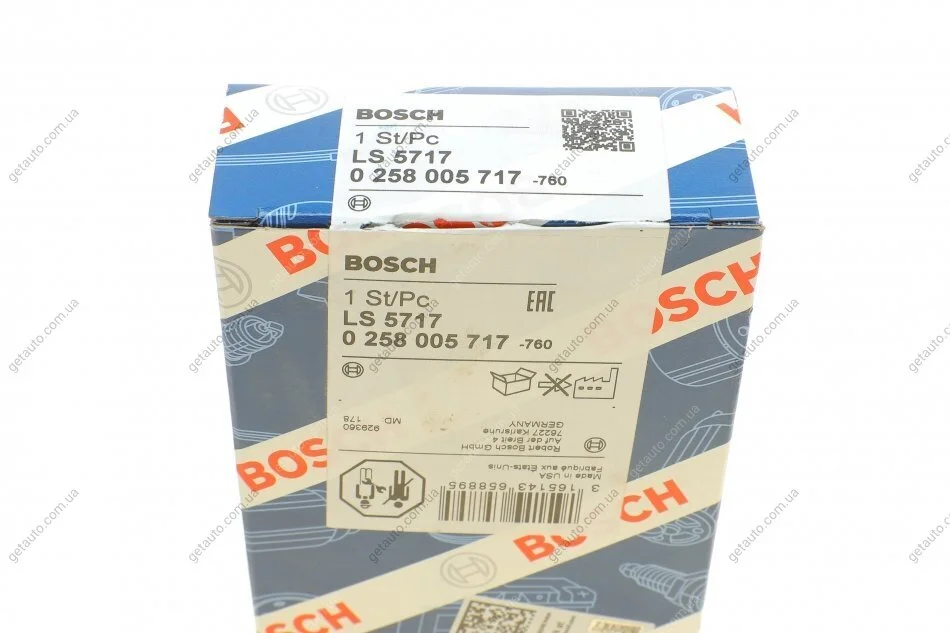 BOSCH
1 St/Pc
LS 5717
0 258 005 717 -760
BOSCH
BOSCH
1 St/Pc
EAC
LS 5717
0 258 005 717 -760
929360
MD 178
Robert Bosch GmbH
Auf der Breit 4
76227 Karlsruhe
GERMANY
Made in USA
Fabriqué aux États-Unis
3 165143 658895
BOSCH
BOSCH
BOSCH
getauto.com.ua